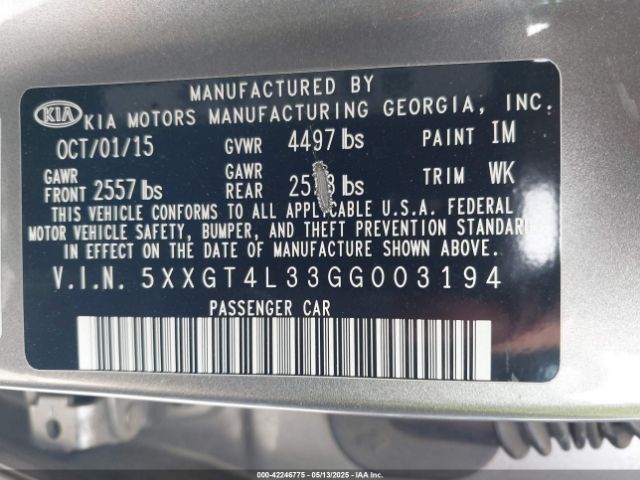 MANUFACTURED BY
KIA KIA MOTORS MANUFACTURING GEORGIA, INC.
OCT/01/15 GVWR 4497 lbs PAINT IM
GAWR FRONT 2557 lbs GAWR REAR lbs TRIM WK
THIS VEHICLE CONFORMS TO ALL APPLICABLE U.S.A. FEDERAL
MOTOR VEHICLE SAFETY, BUMPER, AND THEFT PREVENTION STANDARD
IN EFFECT ON THE DATE OF MANUFACTURE SHOWN ABOVE.
V.I.N. 5XXGT4L33GG003194
PASSENGER CAR
000-42246775 - 05/13/2025 - IAA Inc.